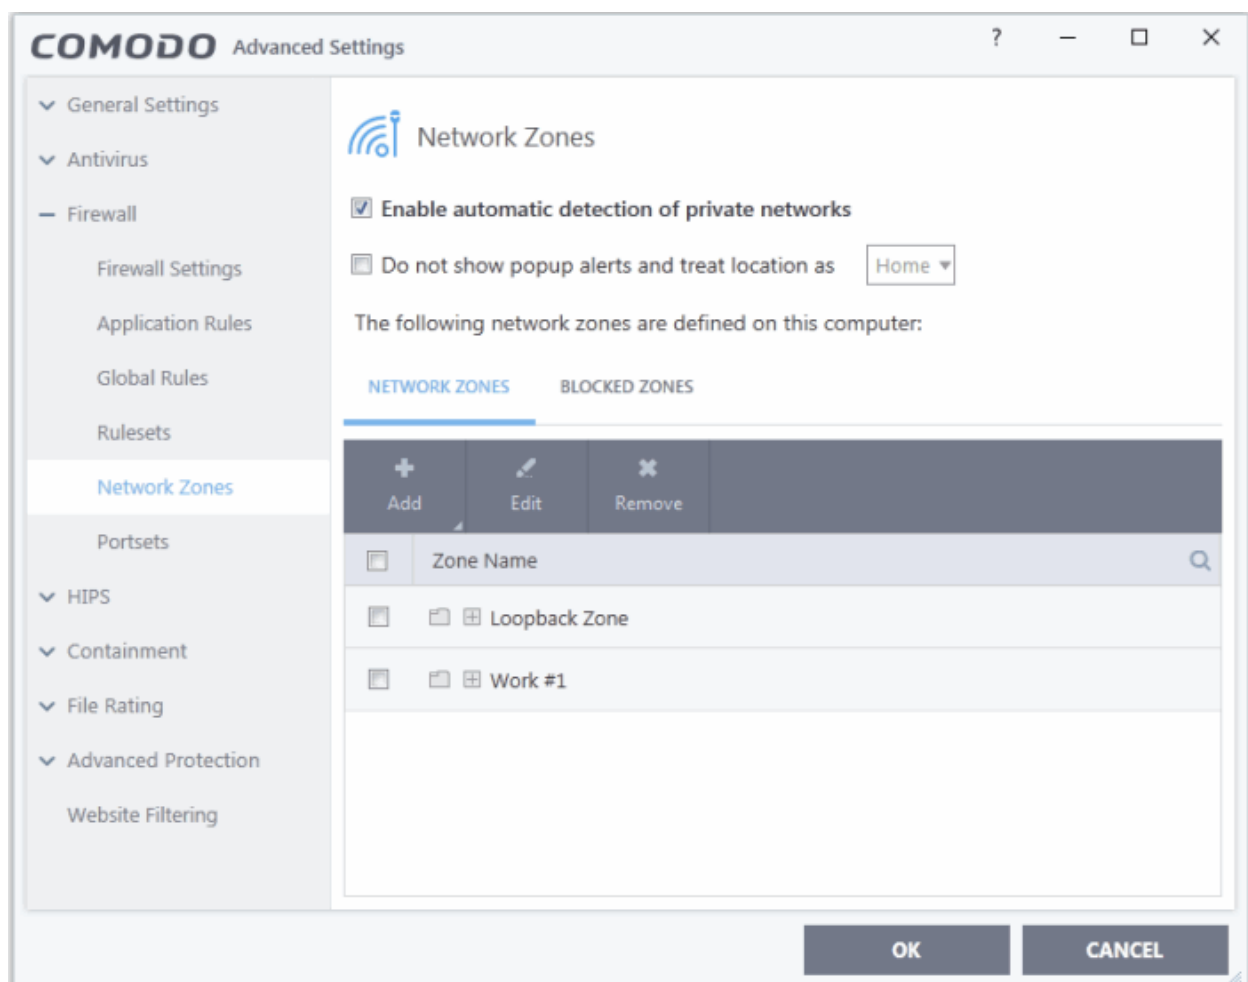 COMODO Advanced Settings ?
General Settings
Antivirus
Firewall
Firewall Settings
Application Rules
Global Rules
Rulesets
Network Zones
Portsets
HIPS
Containment
File Rating
Advanced Protection
Website Filtering
Network Zones
Enable automatic detection of private networks
Do not show popup alerts and treat location as Home
The following network zones are defined on this computer:
NETWORK ZONES BLOCKED ZONES
Add Edit Remove
Zone Name
Loopback Zone
Work #1
OK CANCEL